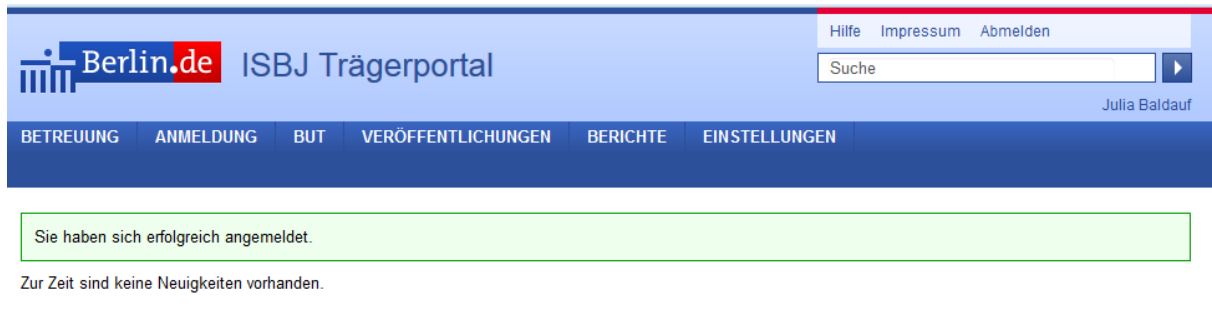 Hilfe Impressum Abmelden
Berlin.de ISBJ Trägerportal
Suche
Julia Baldauf
BETREUUNG ANMELDUNG BUT VERÖFFENTLICHUNGEN BERICHTE EINSTELLUNGEN
Sie haben sich erfolgreich angemeldet.
Zur Zeit sind keine Neuigkeiten vorhanden.